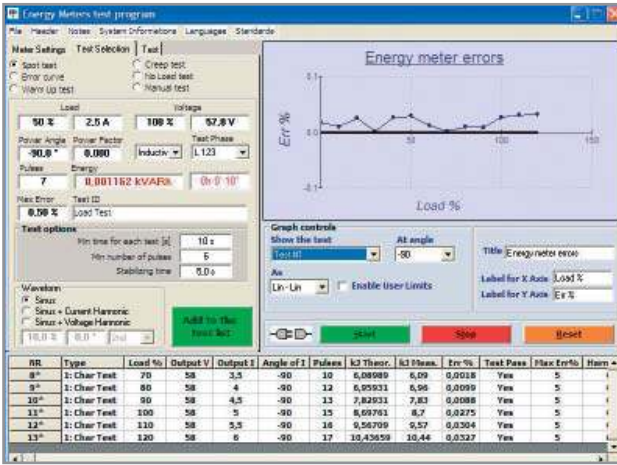 Energy Meters test program
File Header Notes System Informations Languages Standards
Meter Settings Test Selection Test
Spot test Creep test
Error curve No Load test
Warm Up test Manual test
Load Voltage
50 % 2,5 A 100 % 57,8 V
Power Angle Power Factor Test Phase
-90,0 ° 0,000 Inductiv L 123
Pulses Energy
7 0,001162 kVARh 0h 0' 10"
Max Error Test ID
0,50 % Load Test
Test options
Min time for each test [s] 10 s
Min number of pulses 5
Stabilizing time 5,0 s
Waveform
Sinus
Sinus + Current Harmonic
Sinus + Voltage Harmonic
10,0 % 0,0 ° 2nd
Add to the
test list
Energy meter errors
Err %
0.1
0.0
-0.1
50 100 150
Load %
Graph controls
Show the test At angle
-90
As
Lin - Lin Enable User Limits
Title Energy meter errors
Label for X Axis Load %
Label for Y Axis Err %
Start Stop Reset
NR Type Load % Output V Output I Angle of I Pulses kJ Theor. kJ Meas. Err % Test Pass Max Err% Harm
8^ 1: Char Test 70 58 3,5 -90 10 6,08989 6,09 0,0018 Yes 5
9^ 1: Char Test 80 58 4 -90 12 6,95931 6,96 0,0099 Yes 5
10^ 1: Char Test 90 58 4,5 -90 13 7,82931 7,83 0,0088 Yes 5
11^ 1: Char Test 100 58 5 -90 15 8,69761 8,7 0,0275 Yes 5
12^ 1: Char Test 110 58 5,5 -90 16 9,56709 9,57 0,0304 Yes 5
13^ 1: Char Test 120 58 6 -90 17 10,43659 10,44 0,0327 Yes 5